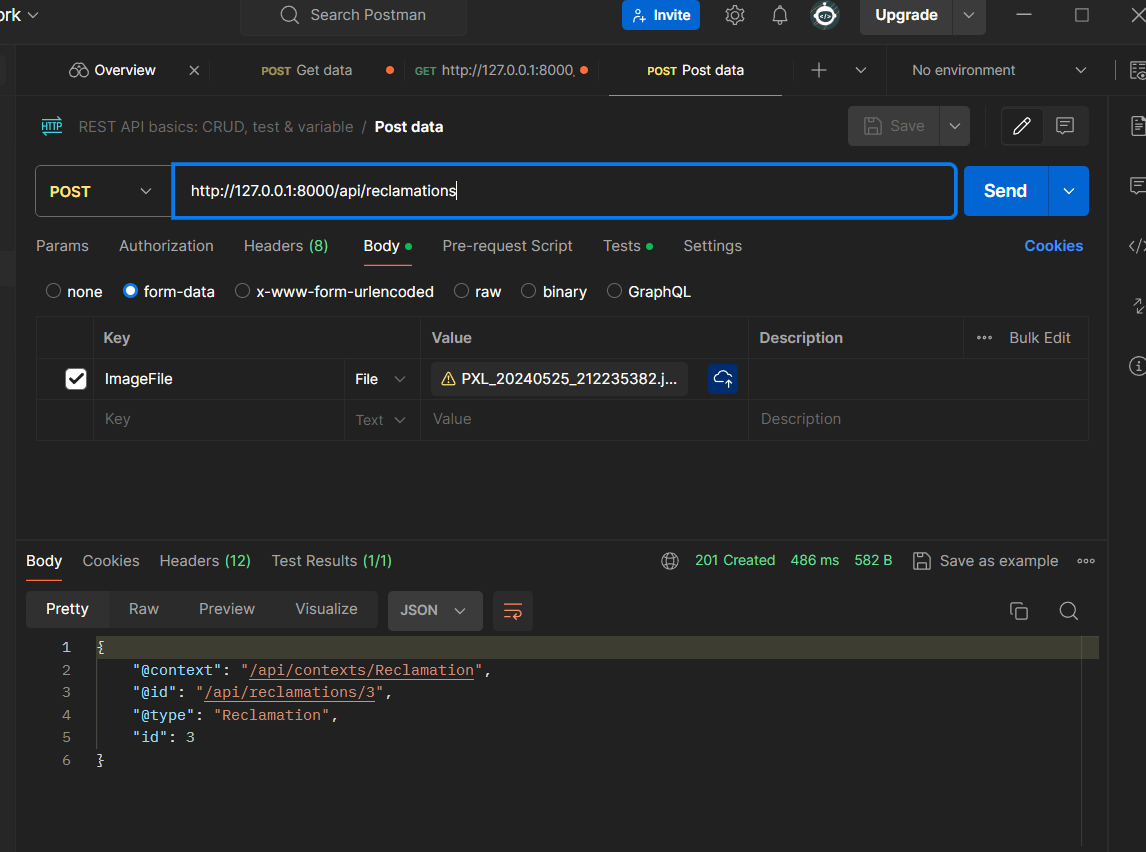 ork Search Postman Invite Upgrade
Overview POST Get data GET http://127.0.0.1:8000, POST Post data No environment
HTTP REST API basics: CRUD, test & variable / Post data Save
POST http://127.0.0.1:8000/api/reclamations Send
Params Authorization Headers (8) Body Pre-request Script Tests Settings Cookies
none form-data x-www-form-urlencoded raw binary GraphQL
Key Value Description Bulk Edit
ImageFile File PXL_20240525_212235382.j...
Key Text Value Description
Body Cookies Headers (12) Test Results (1/1) 201 Created 486 ms 582 B Save as example
Pretty Raw Preview Visualize JSON
1 {
2 "@context": "/api/contexts/Reclamation",
3 "@id": "/api/reclamations/3",
4 "@type": "Reclamation",
5 "id": 3
6 }